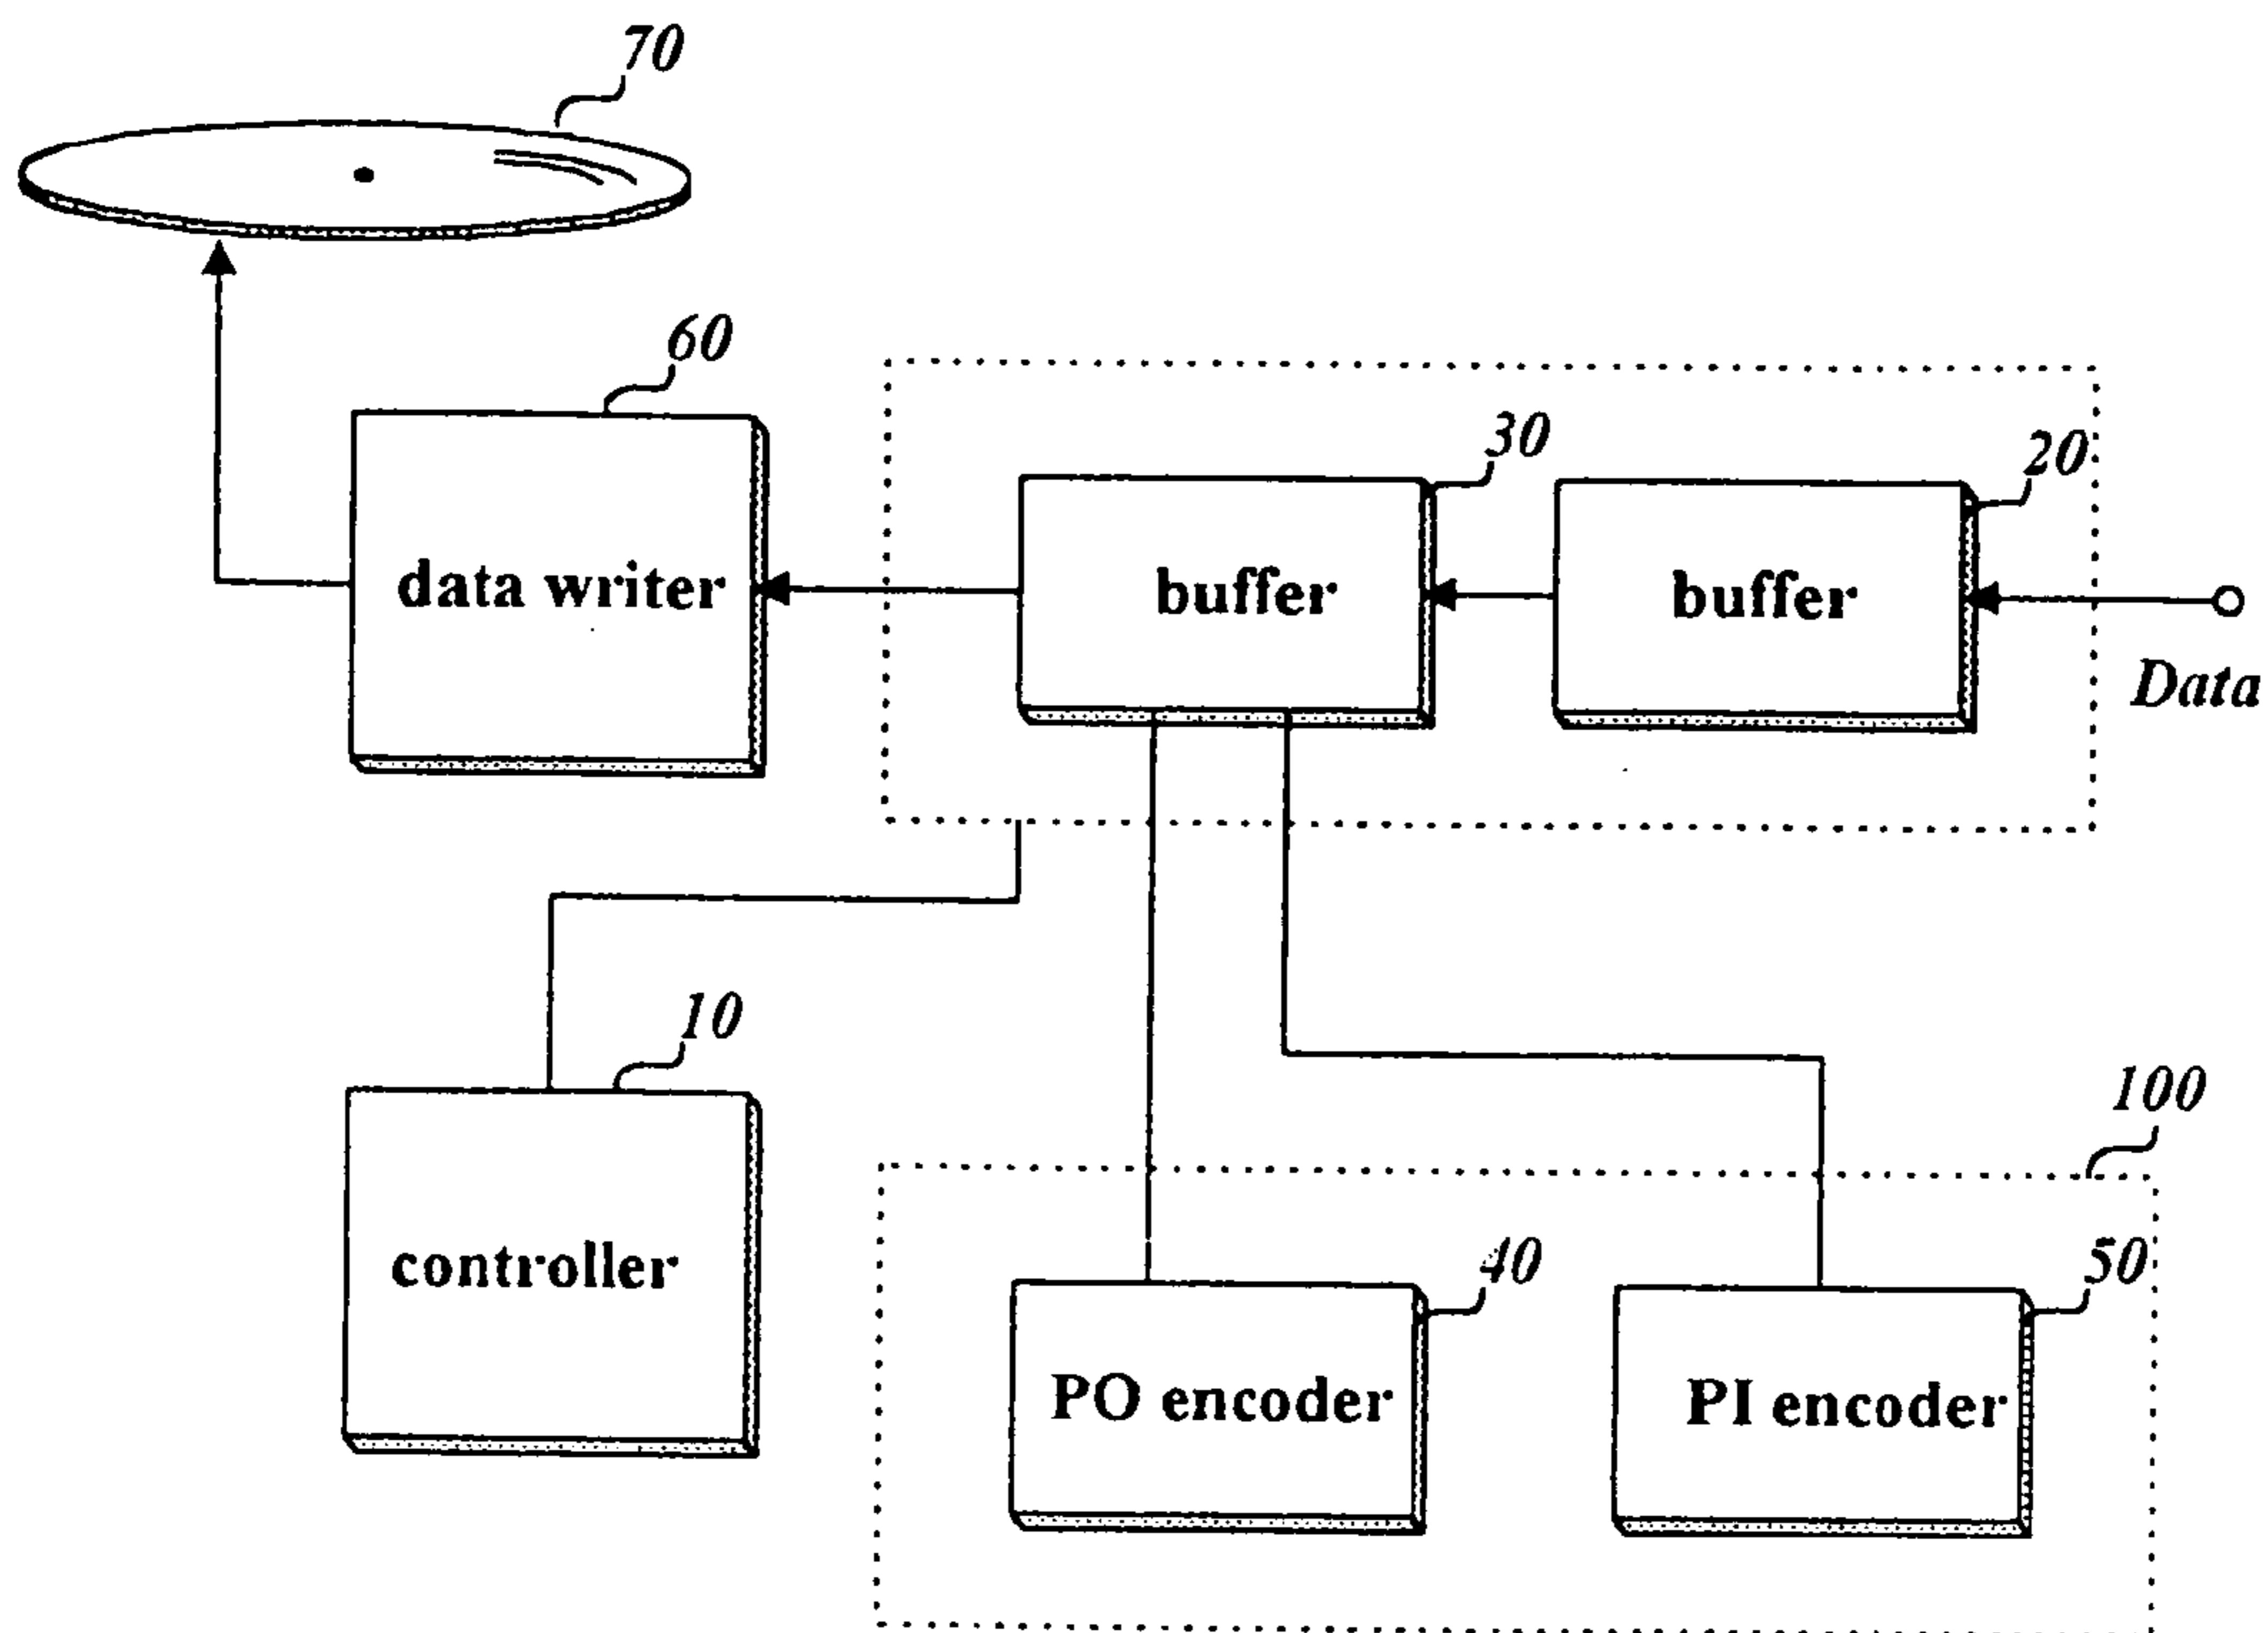 70
60
30
20
data writer
buffer
buffer
Data
10
100
controller
40
50
PO encoder
PI encoder